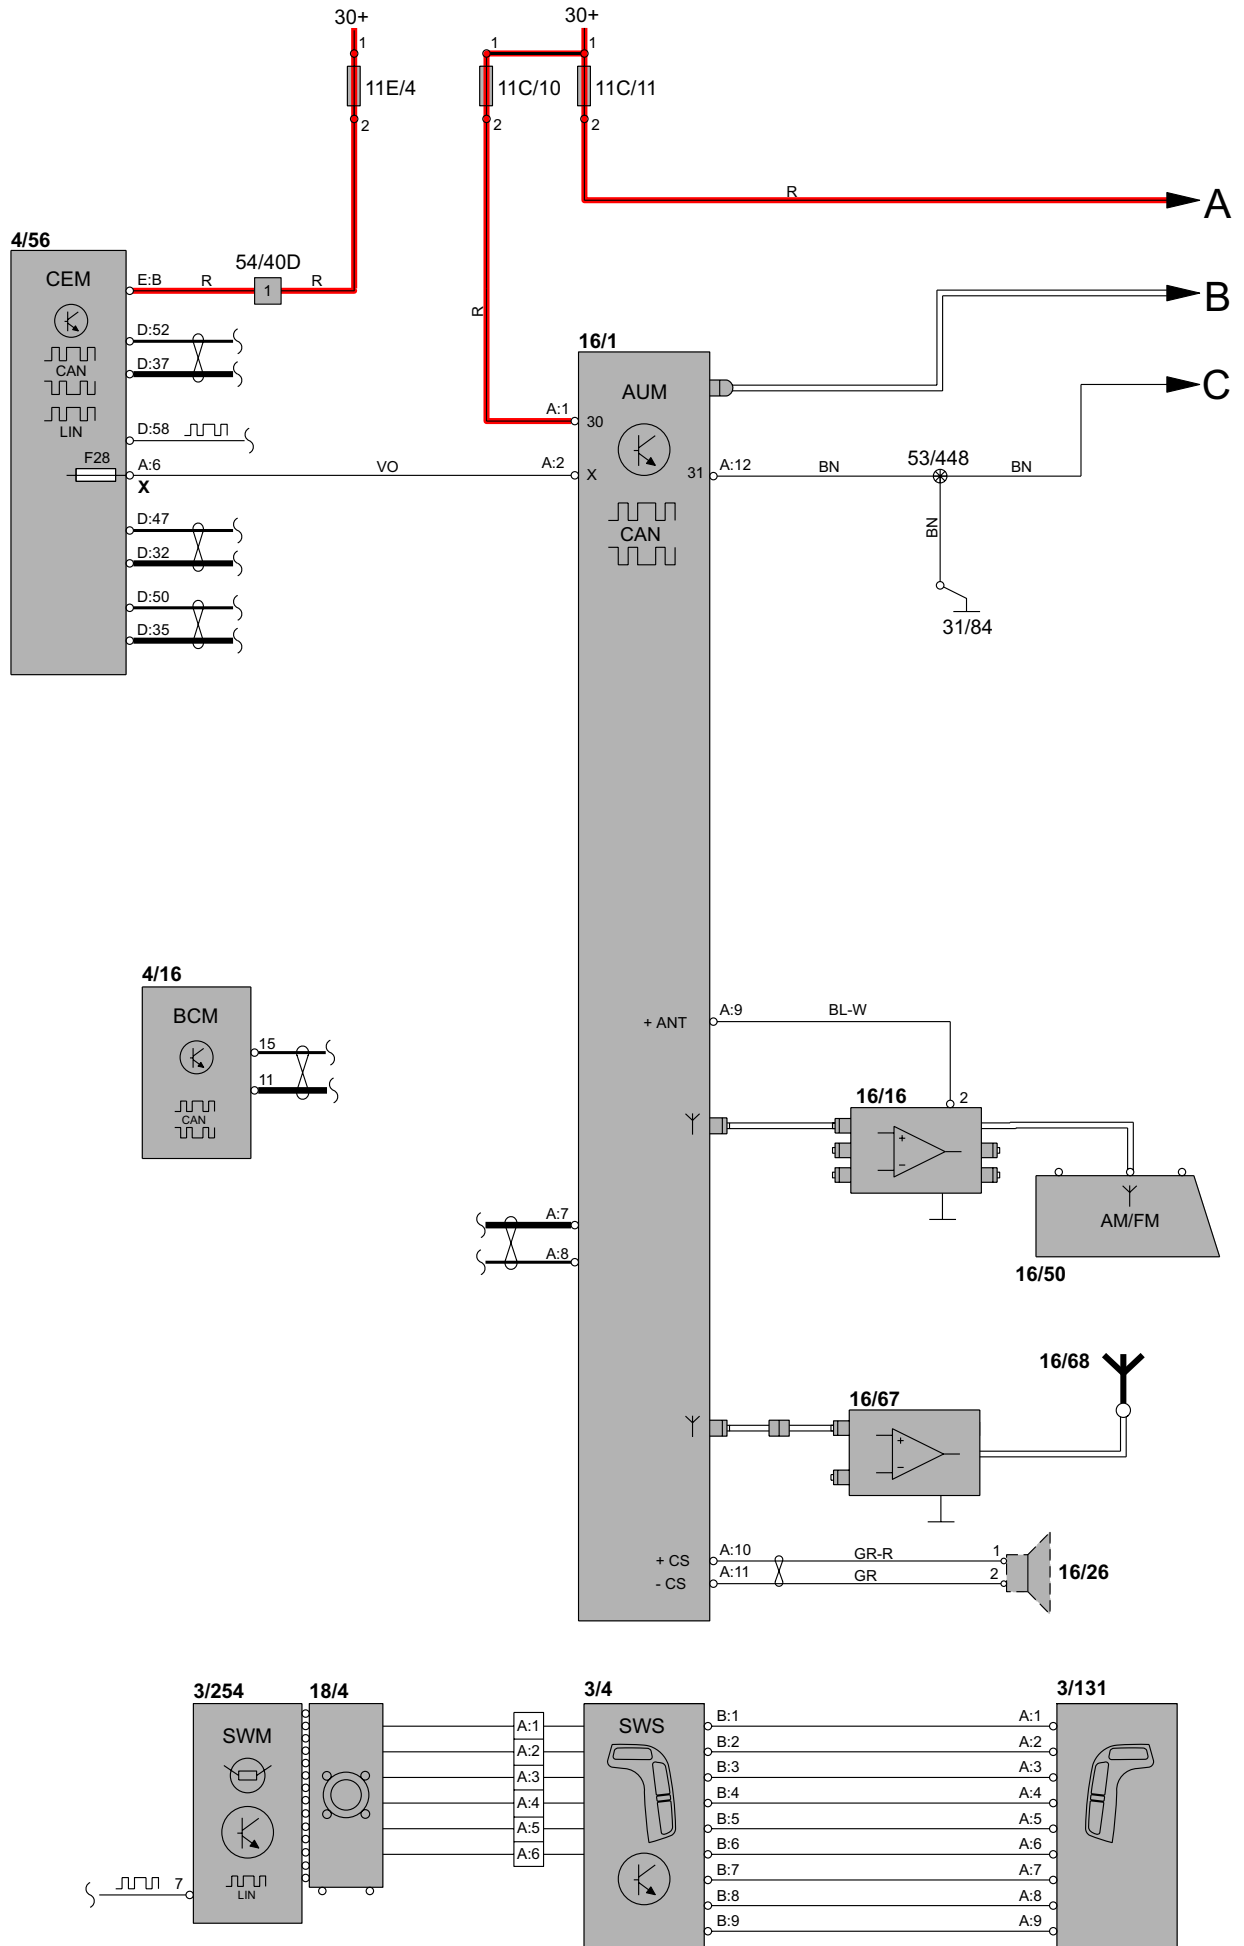 30+ 30+
1 1 1
11E/4 11C/10 11C/11
2 2 2
R
A
4/56
CEM
E:B R 54/40D R
1
B
D:52
R
16/1
CAN
D:37
AUM
C
LIN
D:58
A:1 30
F28 A:6 VO A:2 X 31 A:12 BN 53/448 BN
X
CAN
BN
D:47
D:32
D:50
D:35
31/84
4/16
BCM
15
11
CAN
+ ANT A:9 BL-W
16/16 2
+
–
A:7
A:8
AM/FM
16/50
16/68
16/67
+
–
+ CS A:10 GR-R 1
- CS A:11 GR 2
16/26
3/254 18/4 3/4 3/131
SWM SWS
A:1 B:1 A:1
A:2 B:2 A:2
A:3 B:3 A:3
A:4 B:4 A:4
A:5 B:5 A:5
A:6 B:6 A:6
7 LIN
B:7 A:7
B:8 A:8
B:9 A:9